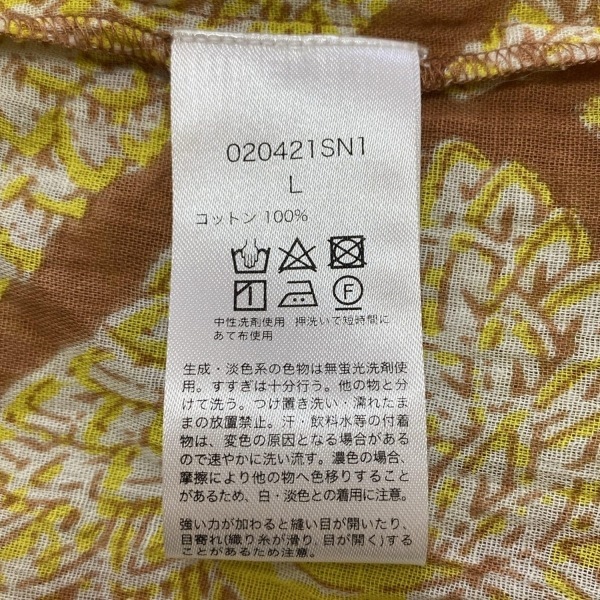 020421SN1
L
コットン 100%
F
中性洗剤使用 押洗いで短時間に
あて布使用
生成・淡色系の色物は無蛍光洗剤使
用。すすぎは十分行う。他の物と分
けて洗う。つけ置き洗い・濡れたま
まの放置禁止。汗・飲料水等の付着
物は、変色の原因となる場合がある
ので速やかに洗い流す。濃色の場合、
摩擦により他の物へ色移りすること
があるため、白・淡色との着用に注意。
強い力が加わると縫い目が開いたり、
目寄れ(織り糸が滑り、目が開く)する
ことがあるため注意。